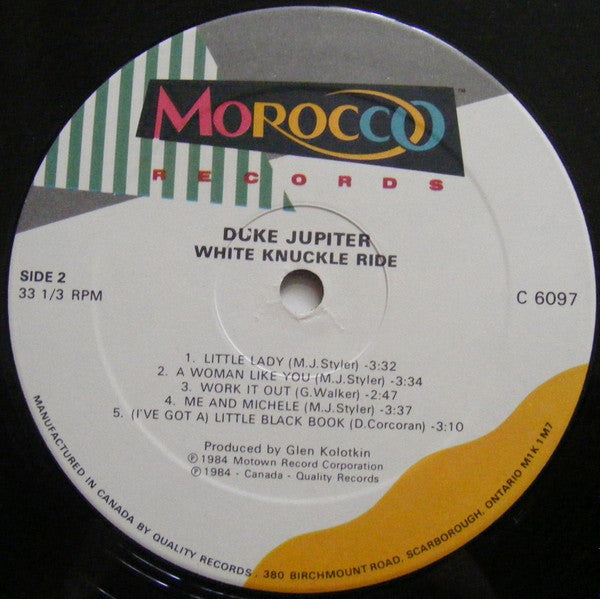 MOROCCO™
RECORDS
DUKE JUPITER
WHITE KNUCKLE RIDE
SIDE 2
33 1/3 RPM
C 6097
1. LITTLE LADY (M.J.Styler) -3:32
2. A WOMAN LIKE YOU (M.J.Styler) -3:34
3. WORK IT OUT (G.Walker) -2:47
4. ME AND MICHELE (M.J.Styler) -3:37
5. (I'VE GOT A) LITTLE BLACK BOOK (D.Corcoran) -3:10
Produced by Glen Kolotkin
℗1984 Motown Record Corporation
℗1984 - Canada - Quality Records
MANUFACTURED IN CANADA BY QUALITY RECORDS . 380 BIRCHMOUNT ROAD, SCARBOROUGH, ONTARIO M1K 1M7